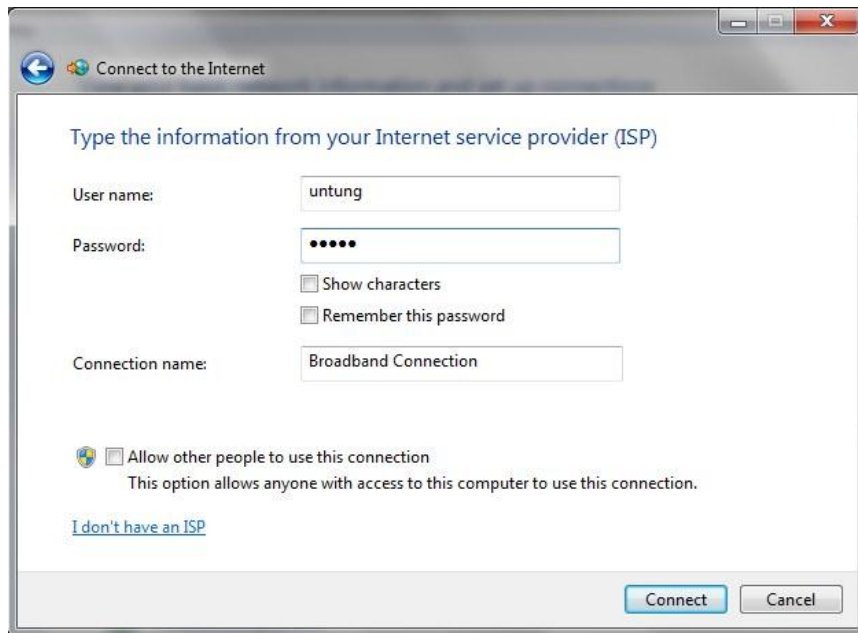 Connect to the Internet
Type the information from your Internet service provider (ISP)
User name:
untung
Password:
•••••
Show characters
Remember this password
Connection name:
Broadband Connection
Allow other people to use this connection
This option allows anyone with access to this computer to use this connection.
I don't have an ISP
Connect
Cancel